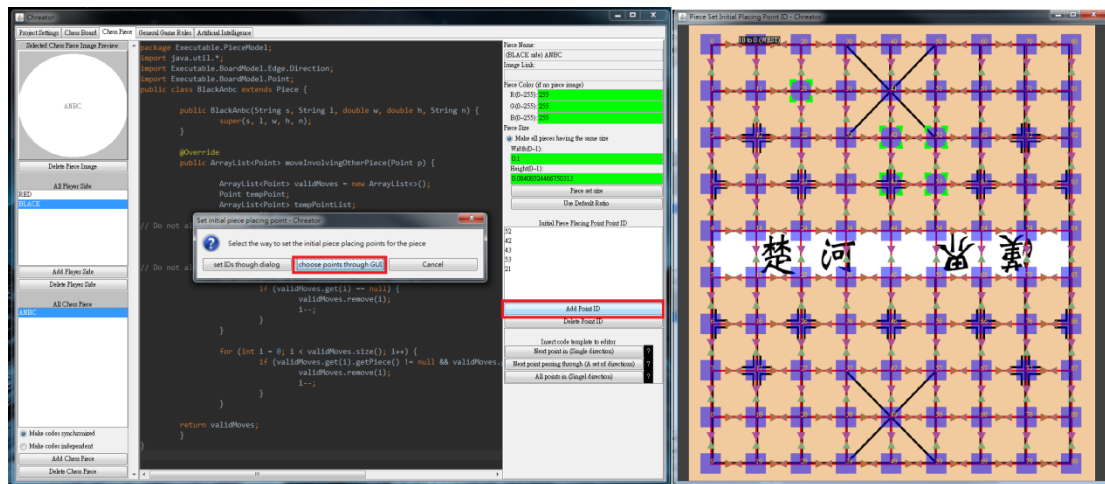 Chreator
Project Settings
Chess Board
Chess Piece
General Game Rules
Artificial Intelligence
Selected Chess Piece Image Preview
ANBC
Delete Piece Image
All Player Side
RED
BLACK
Add Player Side
Delete Player Side
All Chess Piece
ANBC
Make codes synchronized
Make codes independent
Add Chess Piece
Delete Chess Piece
package Executable.PieceModel;
import java.util.*;
import Executable.BoardModel.Edge.Direction;
import Executable.BoardModel.Point;
public class BlackAnbc extends Piece {
public BlackAnbc(String s, String l, double w, double h, String n) {
super(s, l, w, h, n);
}
@Override
public ArrayList<Point> moveInvolvingOtherPiece(Point p) {
ArrayList<Point> validMoves = new ArrayList<>();
Point tempPoint;
ArrayList<Point> tempPointList;
// Do not al
// Do not al
if (validMoves.get(i) == null) {
validMoves.remove(i);
i--;
}
}
for (int i = 0; i < validMoves.size(); i++) {
if (validMoves.get(i).getPiece() != null && validMoves.
validMoves.remove(i);
i--;
}
}
return validMoves;
}
}
Set initial piece placing point - Chreator
Select the way to set the initial piece placing points for the piece
set IDs though dialog
choose points through GUI
Cancel
Piece Name:
(BLACK side) ANBC
Image Link:
Piece Color (if no piece image)
R(0~255): 255
G(0~255): 255
B(0~255): 255
Piece Size
Make all pieces having the same size
Width(0~1):
0.1
Height(0~1):
Piece set size
Use Default Ratio
Initial Piece Placing Point Point ID
52
42
43
53
21
Add Point ID
Delete Point ID
Insert code template to editor
Next point in (Single direction)
?
Next point passing through (A set of directions)
?
All points in (Singel direction)
?
Piece Set Initial Placing Point ID - Chreator
10 to 0 (WEST)
楚 河 界 漢